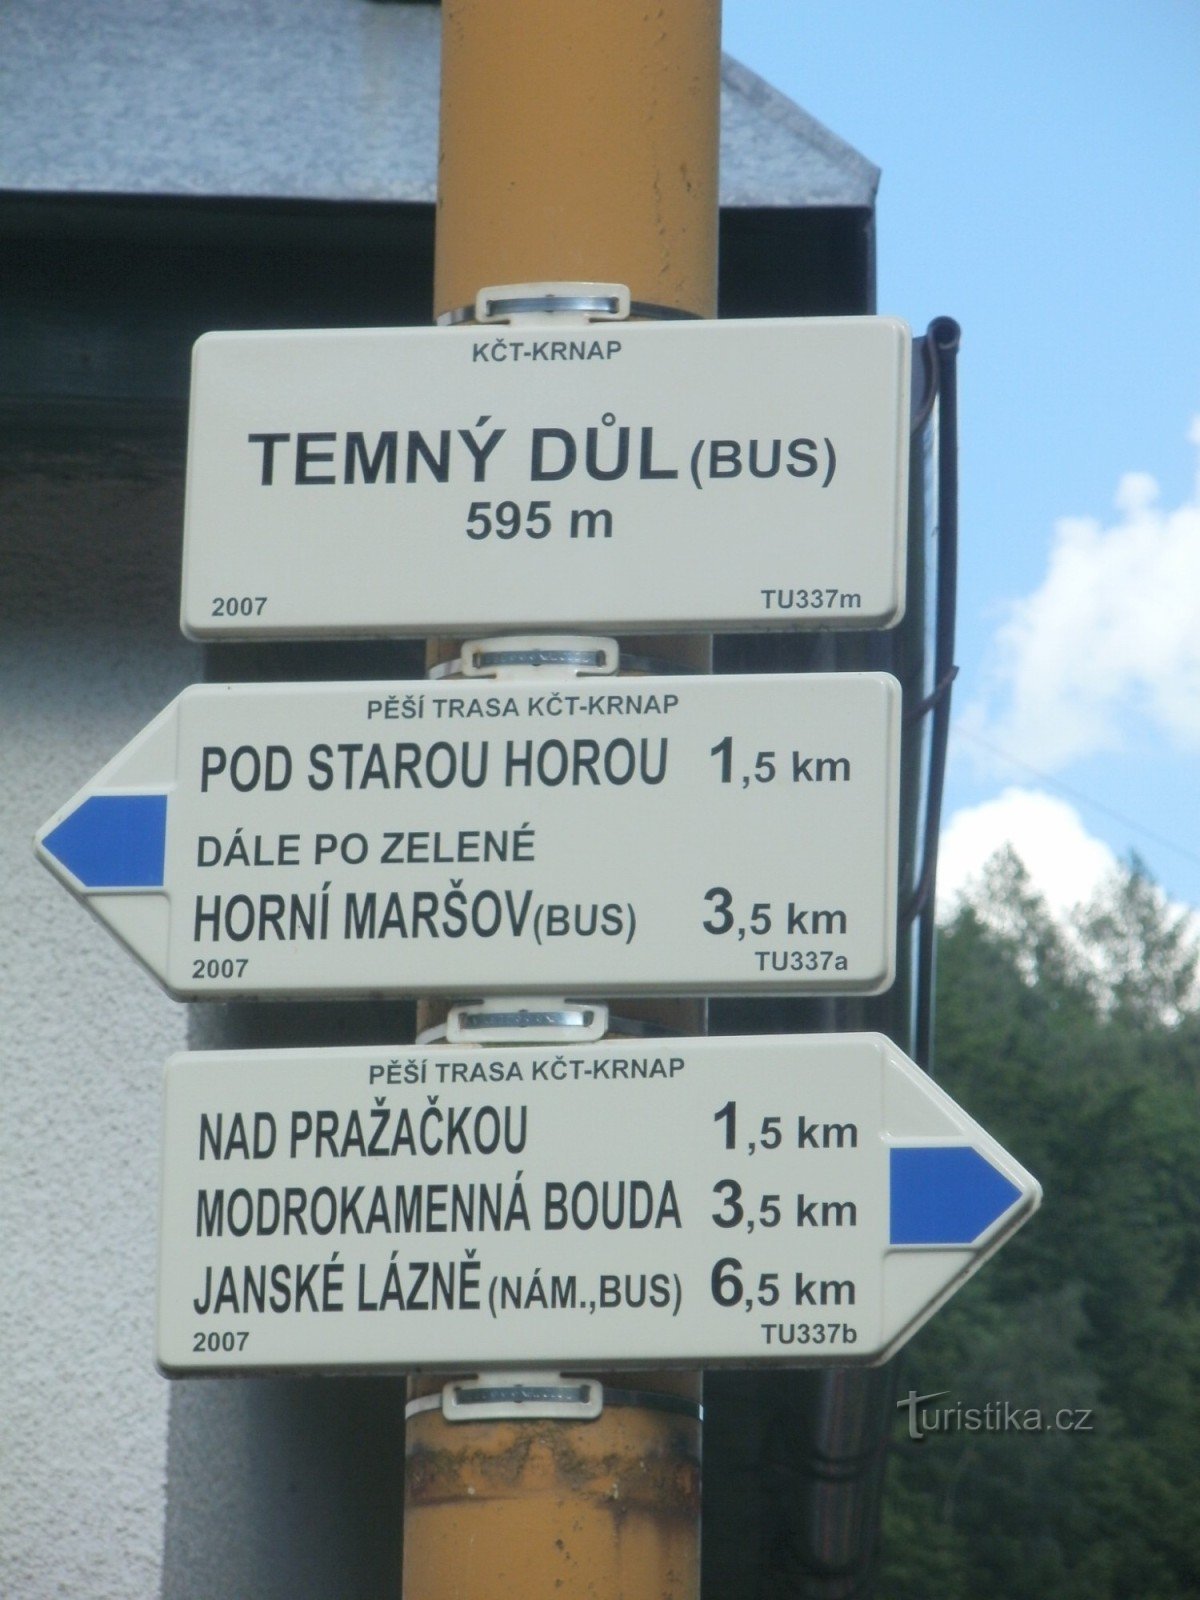 KČT-KRNAP
TEMNÝ DŮL (BUS)
595 m
2007 TU337m
PĚŠÍ TRASA KČT-KRNAP
POD STAROU HOROU 1,5 km
DÁLE PO ZELENÉ
HORNÍ MARŠOV (BUS) 3,5 km
2007 TU337a
PĚŠÍ TRASA KČT-KRNAP
NAD PRAŽAČKOU 1,5 km
MODROKAMENNÁ BOUDA 3,5 km
JANSKÉ LÁZNĚ (NÁM.,BUS) 6,5 km
2007 TU337b
Turistika.cz